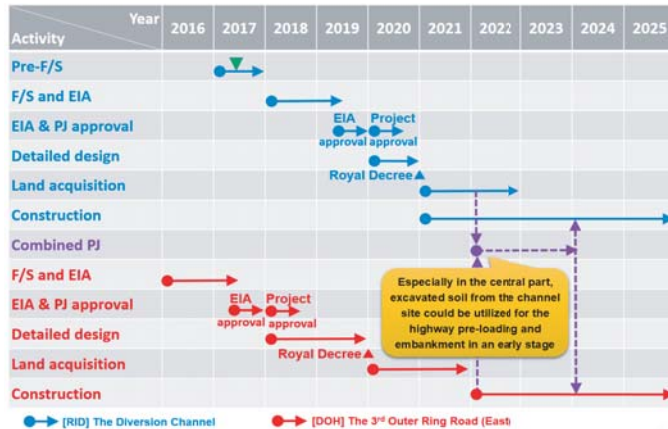 Year
Activity
2016 2017 2018 2019 2020 2021 2022 2023 2024 2025
Pre-F/S
F/S and EIA
EIA & PJ approval
EIA Project
approval approval
Detailed design
Royal Decree
Land acquisition
Construction
Combined PJ
F/S and EIA
Especially in the central part,
excavated soil from the channel
site could be utilized for the
highway pre-loading and
embankment in an early stage
EIA & PJ approval
EIA Project
approval approval
Detailed design
Royal Decree
Land acquisition
Construction
[RID] The Diversion Channel
[DOH] The 3rd Outer Ring Road (East